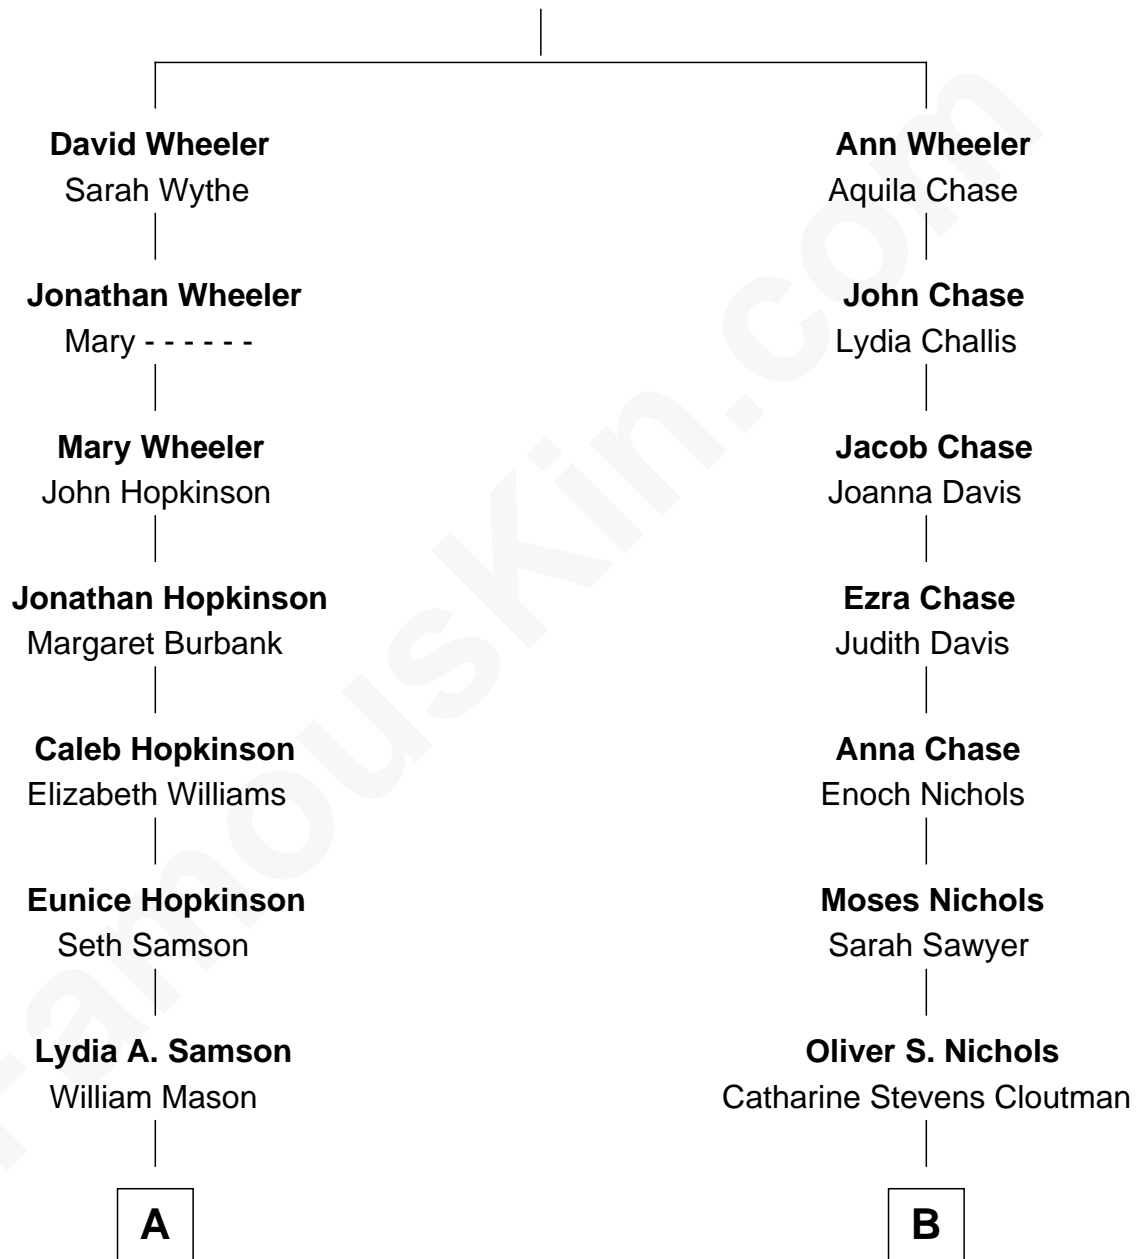 David Wheeler
Sarah Wythe
Jonathan Wheeler
Mary - - - - - -
Mary Wheeler
John Hopkinson
Jonathan Hopkinson
Margaret Burbank
Caleb Hopkinson
Elizabeth Williams
Eunice Hopkinson
Seth Samson
Lydia A. Samson
William Mason
A
Ann Wheeler
Aquila Chase
John Chase
Lydia Challis
Jacob Chase
Joanna Davis
Ezra Chase
Judith Davis
Anna Chase
Enoch Nichols
Moses Nichols
Sarah Sawyer
Oliver S. Nichols
Catharine Stevens Cloutman
B
FamousKin.com